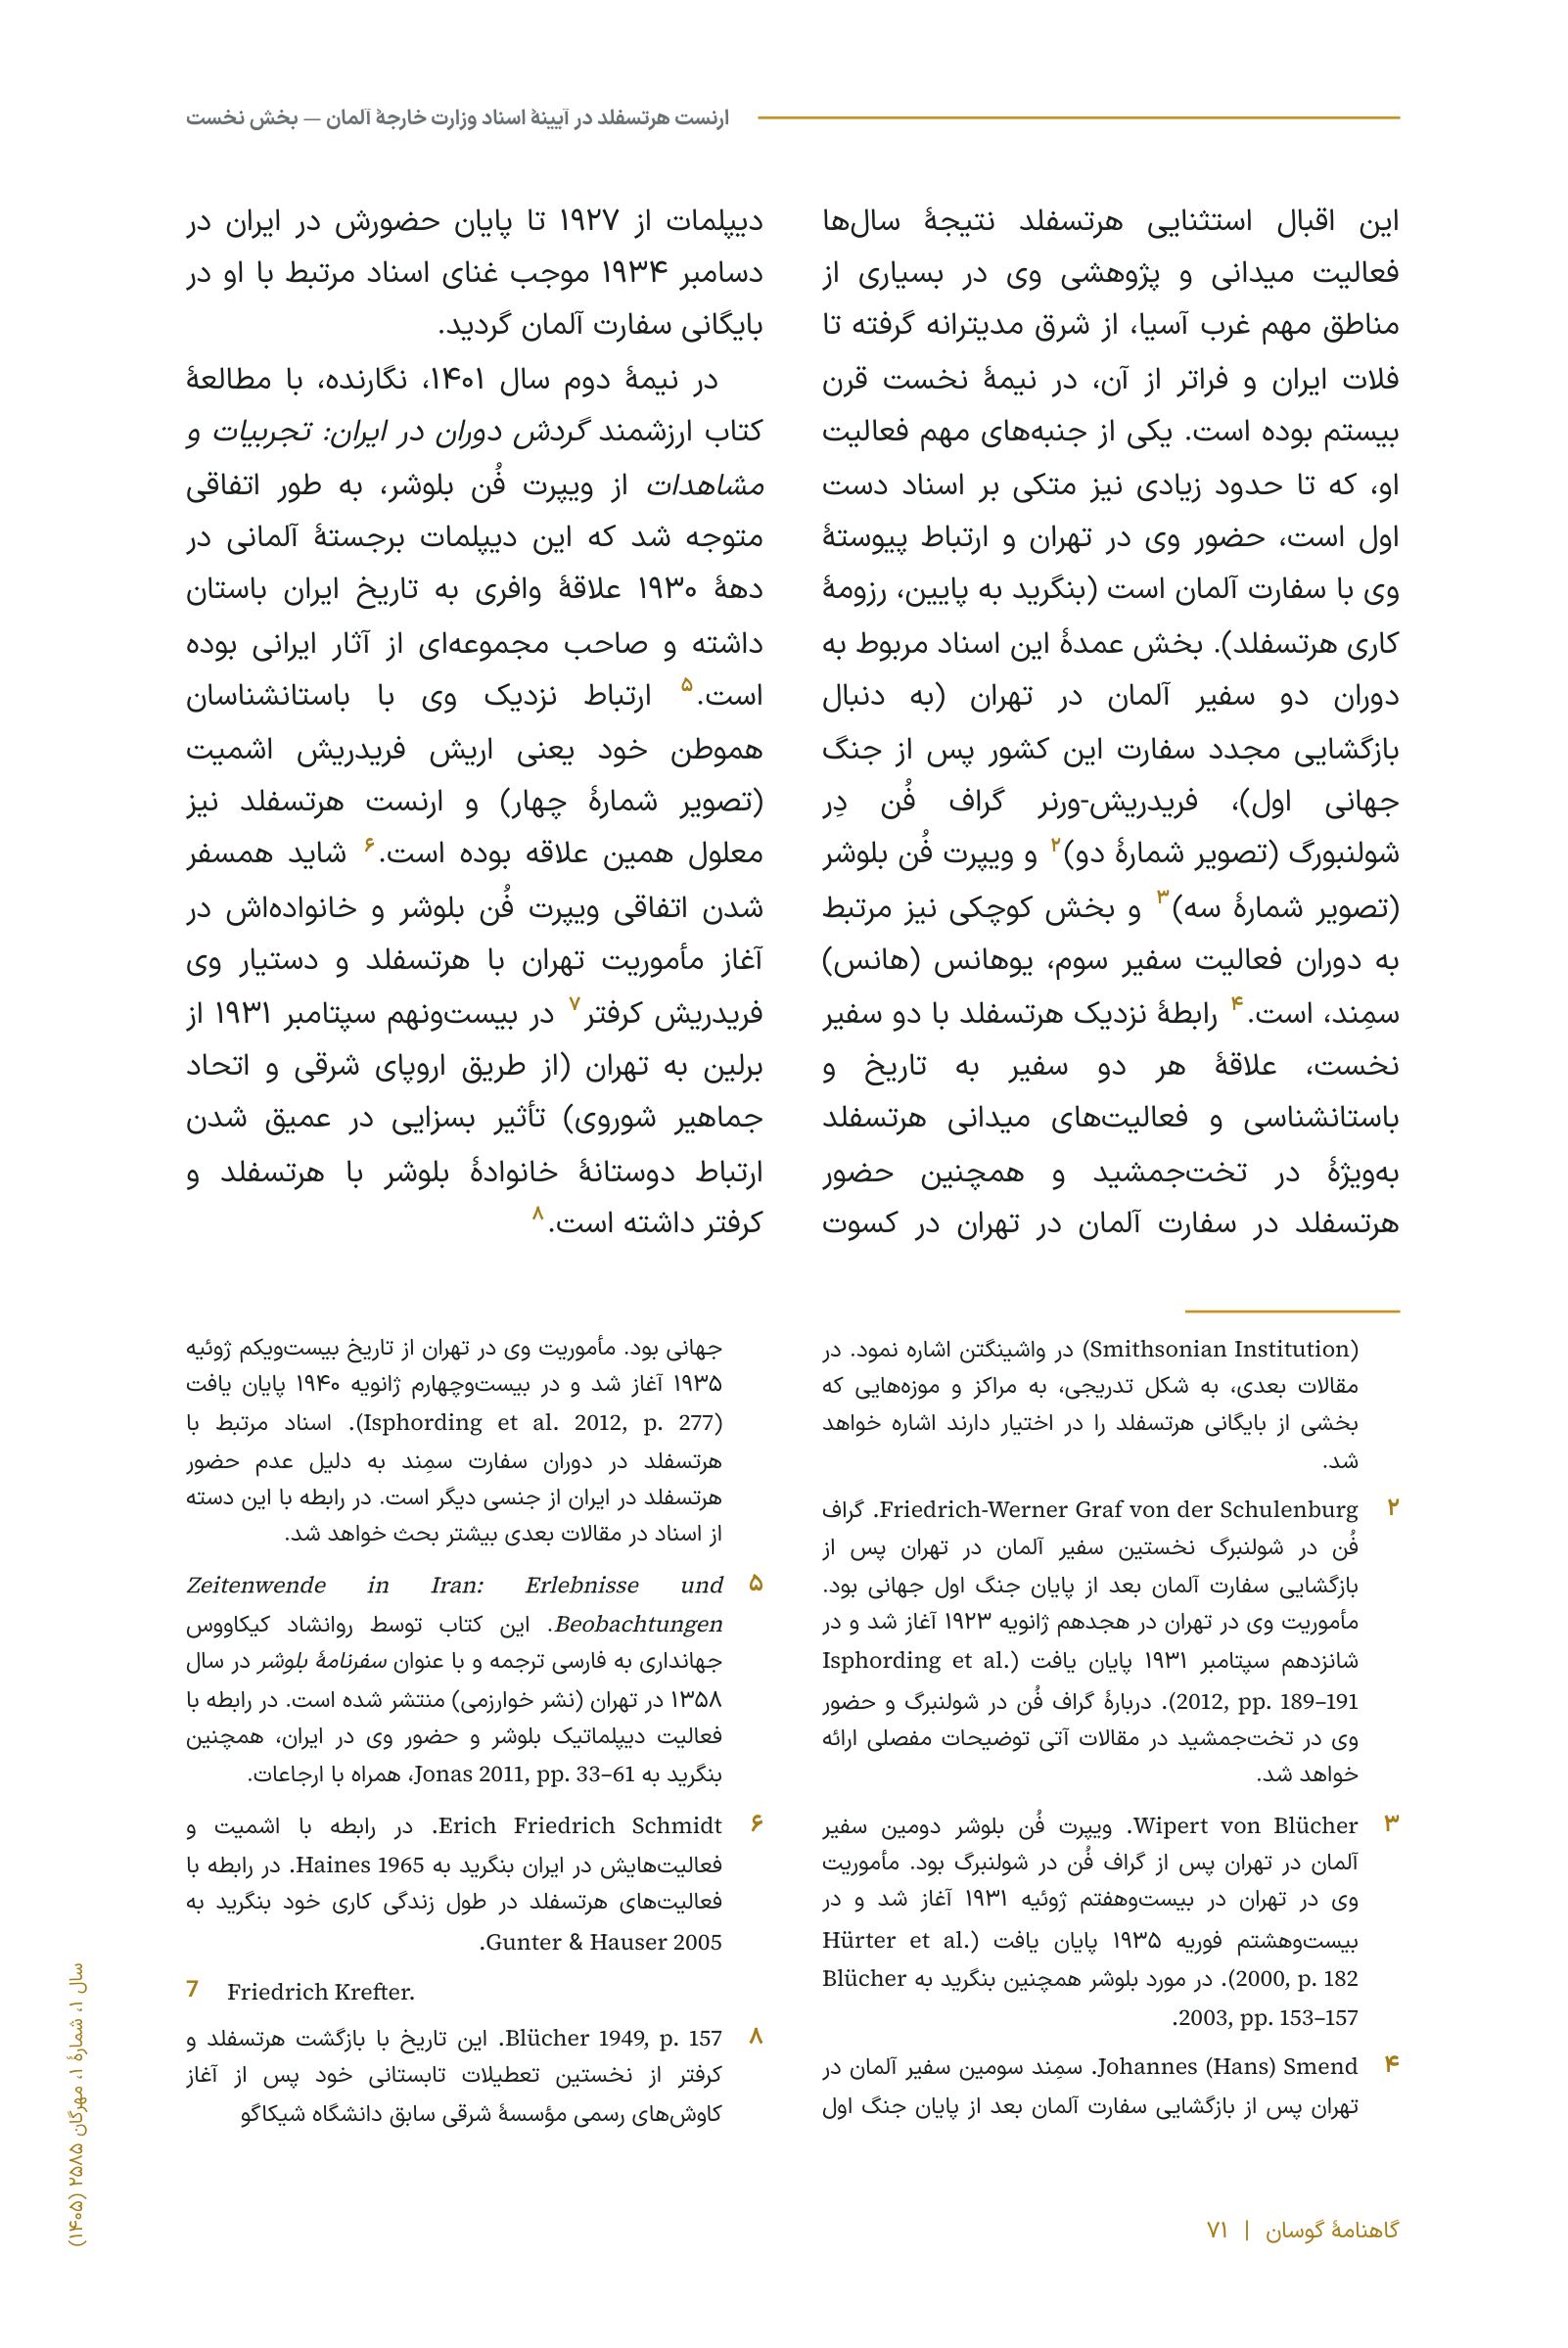 ارنست هرتسفلد در آیینهٔ اسناد وزارت خارجهٔ آلمان — بخش نخست
این اقبال استثنایی هرتسفلد نتیجهٔ سال‌ها
فعالیت میدانی و پژوهشی وی در بسیاری از
مناطق مهم غرب آسیا، از شرق مدیترانه گرفته تا
فلات ایران و فراتر از آن، در نیمهٔ نخست قرن
بیستم بوده است. یکی از جنبه‌های مهم فعالیت
او، که تا حدود زیادی نیز متکی بر اسناد دست
اول است، حضور وی در تهران و ارتباط پیوستهٔ
وی با سفارت آلمان است (بنگرید به پایین، رزومهٔ
کاری هرتسفلد). بخش عمدهٔ این اسناد مربوط به
دوران دو سفیر آلمان در تهران (به دنبال
بازگشایی مجدد سفارت این کشور پس از جنگ
جهانی اول)، فریدریش-ورنر گراف فُن دِر
شولنبورگ (تصویر شمارهٔ دو)۲ و ویپرت فُن بلوشر
(تصویر شمارهٔ سه)۳ و بخش کوچکی نیز مرتبط
به دوران فعالیت سفیر سوم، یوهانس (هانس)
سمِند، است.۴ رابطهٔ نزدیک هرتسفلد با دو سفیر
نخست، علاقهٔ هر دو سفیر به تاریخ و
باستانشناسی و فعالیت‌های میدانی هرتسفلد
به‌ویژهٔ در تخت‌جمشید و همچنین حضور
هرتسفلد در سفارت آلمان در تهران در کسوت
دیپلمات از ۱۹۲۷ تا پایان حضورش در ایران در
دسامبر ۱۹۳۴ موجب غنای اسناد مرتبط با او در
بایگانی سفارت آلمان گردید.
در نیمهٔ دوم سال ۱۴۰۱، نگارنده، با مطالعهٔ
کتاب ارزشمند گردش دوران در ایران: تجربیات و
مشاهدات از ویپرت فُن بلوشر، به طور اتفاقی
متوجه شد که این دیپلمات برجستهٔ آلمانی در
دههٔ ۱۹۳۰ علاقهٔ وافری به تاریخ ایران باستان
داشته و صاحب مجموعه‌ای از آثار ایرانی بوده
است.۵ ارتباط نزدیک وی با باستانشناسان
هموطن خود یعنی اریش فریدریش اشمیت
(تصویر شمارهٔ چهار) و ارنست هرتسفلد نیز
معلول همین علاقه بوده است.۶ شاید همسفر
شدن اتفاقی ویپرت فُن بلوشر و خانواده‌اش در
آغاز مأموریت تهران با هرتسفلد و دستیار وی
فریدریش کرفتر۷ در بیست‌ونهم سپتامبر ۱۹۳۱ از
برلین به تهران (از طریق اروپای شرقی و اتحاد
جماهیر شوروی) تأثیر بسزایی در عمیق شدن
ارتباط دوستانهٔ خانوادهٔ بلوشر با هرتسفلد و
کرفتر داشته است.۸
(Smithsonian Institution) در واشینگتن اشاره نمود. در
مقالات بعدی، به شکل تدریجی، به مراکز و موزه‌هایی که
بخشی از بایگانی هرتسفلد را در اختیار دارند اشاره خواهد
شد.
۲ Friedrich-Werner Graf von der Schulenburg. گراف
فُن در شولنبرگ نخستین سفیر آلمان در تهران پس از
بازگشایی سفارت آلمان بعد از پایان جنگ اول جهانی بود.
مأموریت وی در تهران در هجدهم ژانویه ۱۹۲۳ آغاز شد و در
شانزدهم سپتامبر ۱۹۳۱ پایان یافت (Isphording et al.
2012, pp. 189–191). دربارهٔ گراف فُن در شولنبرگ و حضور
وی در تخت‌جمشید در مقالات آتی توضیحات مفصلی ارائه
خواهد شد.
۳ Wipert von Blücher. ویپرت فُن بلوشر دومین سفیر
آلمان در تهران پس از گراف فُن در شولنبرگ بود. مأموریت
وی در تهران در بیست‌وهفتم ژوئیه ۱۹۳۱ آغاز شد و در
بیست‌وهشتم فوریه ۱۹۳۵ پایان یافت (Hürter et al.
2000, p. 182). در مورد بلوشر همچنین بنگرید به Blücher
2003, pp. 153–157.
۴ Johannes (Hans) Smend. سمِند سومین سفیر آلمان در
تهران پس از بازگشایی سفارت آلمان بعد از پایان جنگ اول
جهانی بود. مأموریت وی در تهران از تاریخ بیست‌ویکم ژوئیه
۱۹۳۵ آغاز شد و در بیست‌وچهارم ژانویه ۱۹۴۰ پایان یافت
(Isphording et al. 2012, p. 277). اسناد مرتبط با
هرتسفلد در دوران سفارت سمِند به دلیل عدم حضور
هرتسفلد در ایران از جنسی دیگر است. در رابطه با این دسته
از اسناد در مقالات بعدی بیشتر بحث خواهد شد.
۵ Zeitenwende in Iran: Erlebnisse und
Beobachtungen. این کتاب توسط روانشاد کیکاووس
جهانداری به فارسی ترجمه و با عنوان سفرنامهٔ بلوشر در سال
۱۳۵۸ در تهران (نشر خوارزمی) منتشر شده است. در رابطه با
فعالیت دیپلماتیک بلوشر و حضور وی در ایران، همچنین
بنگرید به Jonas 2011, pp. 33–61، همراه با ارجاعات.
۶ Erich Friedrich Schmidt. در رابطه با اشمیت و
فعالیت‌هایش در ایران بنگرید به Haines 1965. در رابطه با
فعالیت‌های هرتسفلد در طول زندگی کاری خود بنگرید به
Gunter & Hauser 2005.
7 Friedrich Krefter.
۸ Blücher 1949, p. 157. این تاریخ با بازگشت هرتسفلد و
کرفتر از نخستین تعطیلات تابستانی خود پس از آغاز
کاوش‌های رسمی مؤسسهٔ شرقی سابق دانشگاه شیکاگو
سال ۱، شمارهٔ ۱، مهرگان ۲۵۸۵ (۱۴۰۵)
گاهنامهٔ گوسان | ۷۱